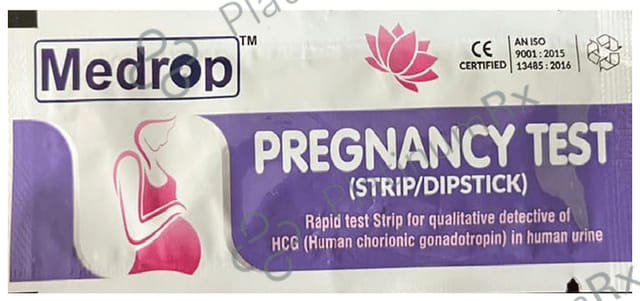 Medrop™
CE
CERTIFIED
AN ISO
9001 : 2015
13485 : 2016
PREGNANCY TEST
(STRIP/DIPSTICK)
Rapid test Strip for qualitative detective of
HCG (Human chorionic gonadotropin) in human urine